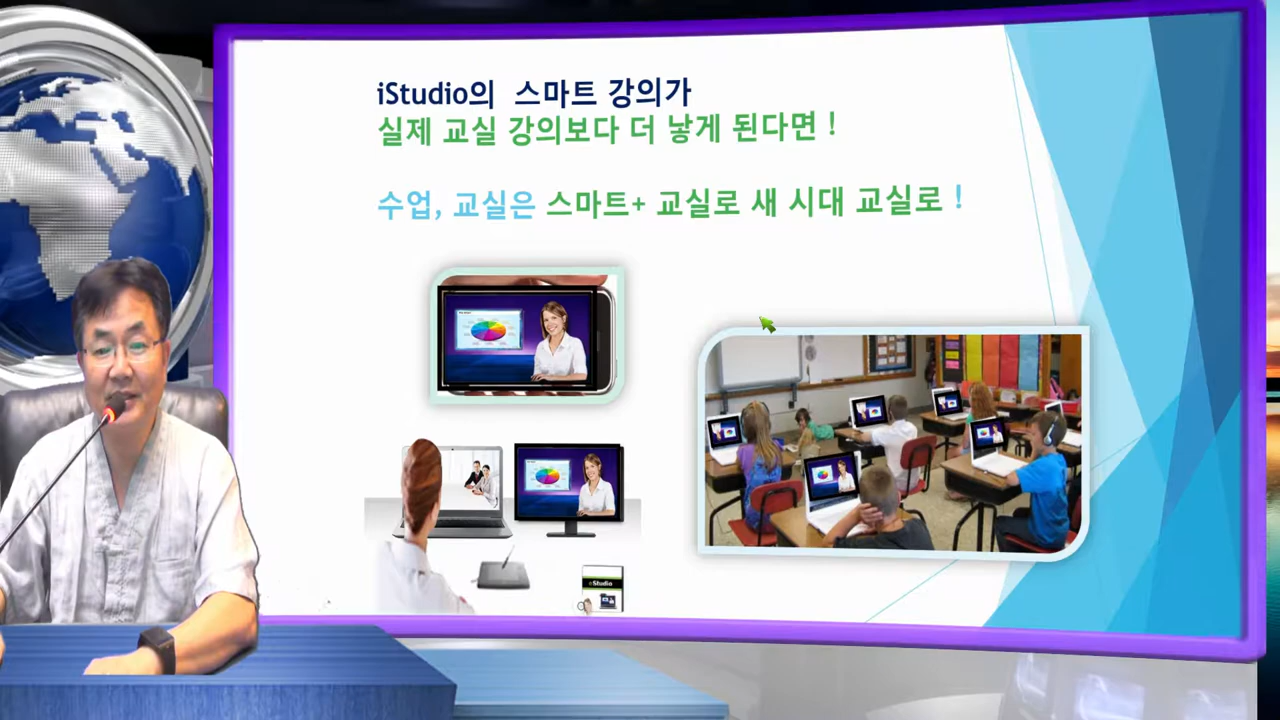 iStudio의 스마트 강의가
실제 교실 강의보다 더 낳게 된다면 !
수업, 교실은 스마트+ 교실로 새 시대 교실로 !
iStudio